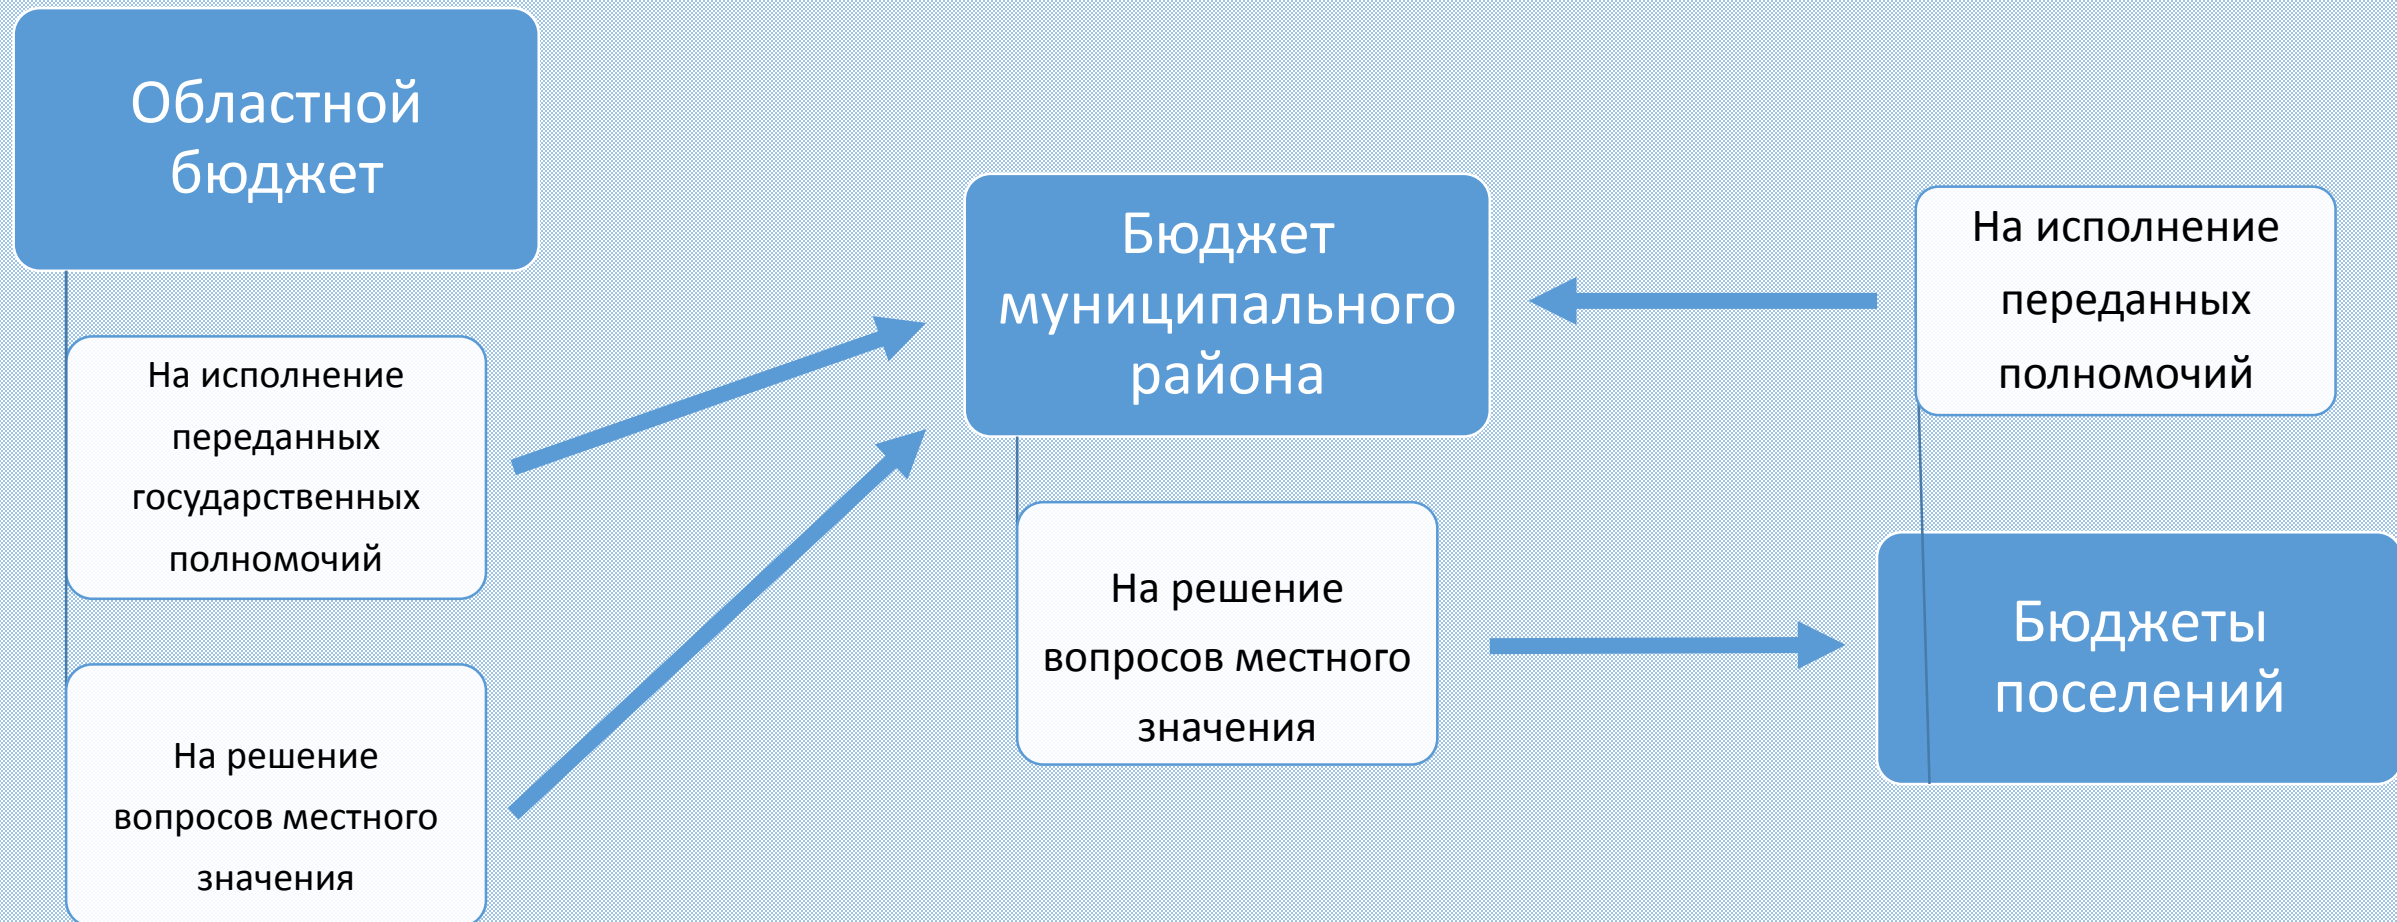 Областной
бюджет
На исполнение
переданных
государственных
полномочий
На решение
вопросов местного
значения
Бюджет
муниципального
района
На решение
вопросов местного
значения
На исполнение
переданных
полномочий
Бюджеты
поселений